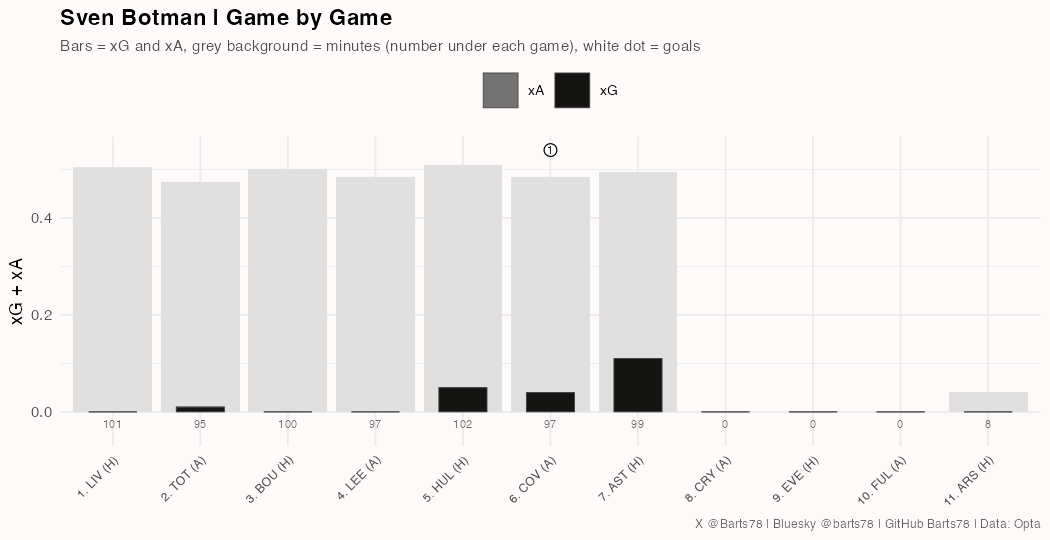 Sven Botman | Game by Game
Bars = xG and xA, grey background = minutes (number under each game), white dot = goals
xA xG
1
xG + xA
0.4
0.2
0.0
101 95 100 97 102 97 99 0 0 0 8
1. LIV (H) 2. TOT (A) 3. BOU (H) 4. LEE (A) 5. HUL (H) 6. COV (A) 7. AST (H) 8. CRY (A) 9. EVE (H) 10. FUL (A) 11. ARS (H)
X @Barts78 | Bluesky @barts78 | GitHub Barts78 | Data: Opta